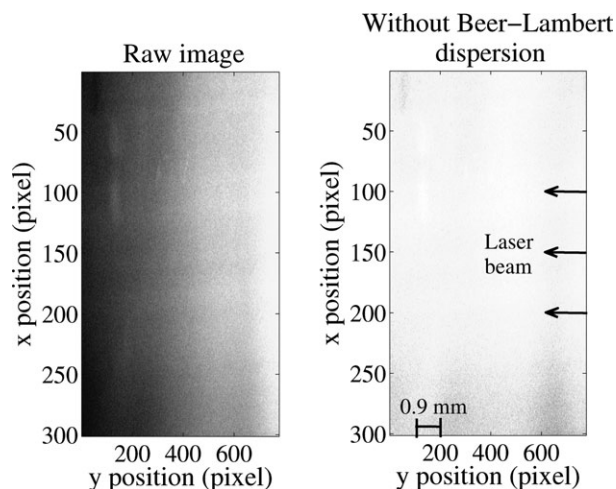 Raw image
50
100
150
200
250
300
200 400 600
x position (pixel)
y position (pixel)
Without Beer−Lambert
dispersion
50
100
150
200
250
300
200 400 600
x position (pixel)
y position (pixel)
Laser
beam
0.9 mm